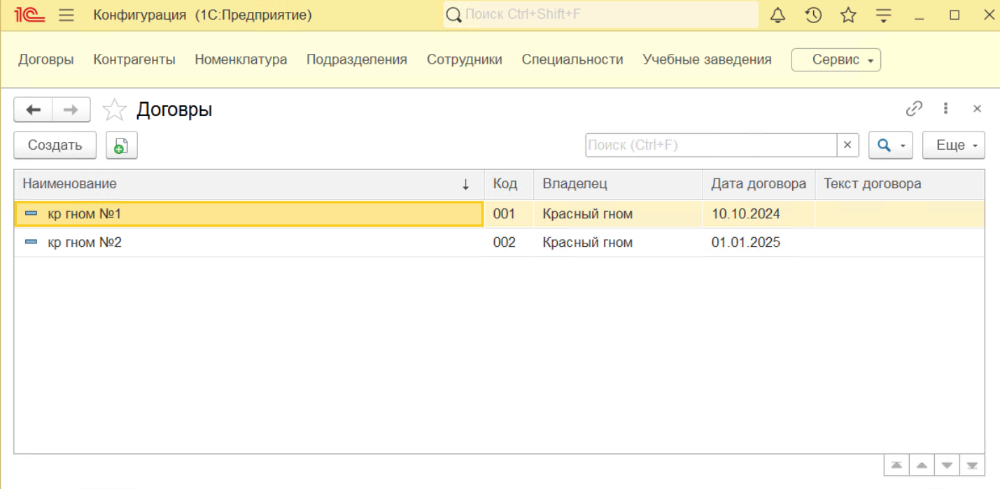 1С Конфигурация (1С:Предприятие) Поиск Ctrl+Shift+F
Договры Контрагенты Номенклатура Подразделения Сотрудники Специальности Учебные заведения Сервис
Договры
Создать Поиск (Ctrl+F) Еще
Наименование Код Владелец Дата договора Текст договора
кр гном №1 001 Красный гном 10.10.2024
кр гном №2 002 Красный гном 01.01.2025